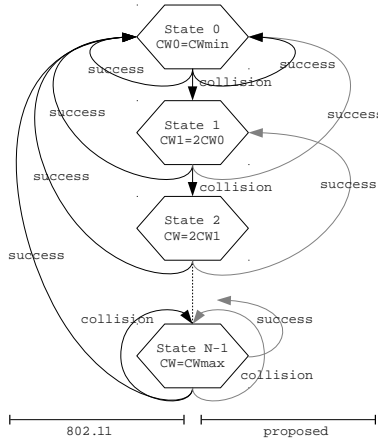 State 0
CW0=CWmin
success
success
collision
State 1
CW1=2CW0
success
success
success
collision
State 2
CW=2CW1
success
collision
success
State N-1
CW=CWmax
collision
802.11
proposed